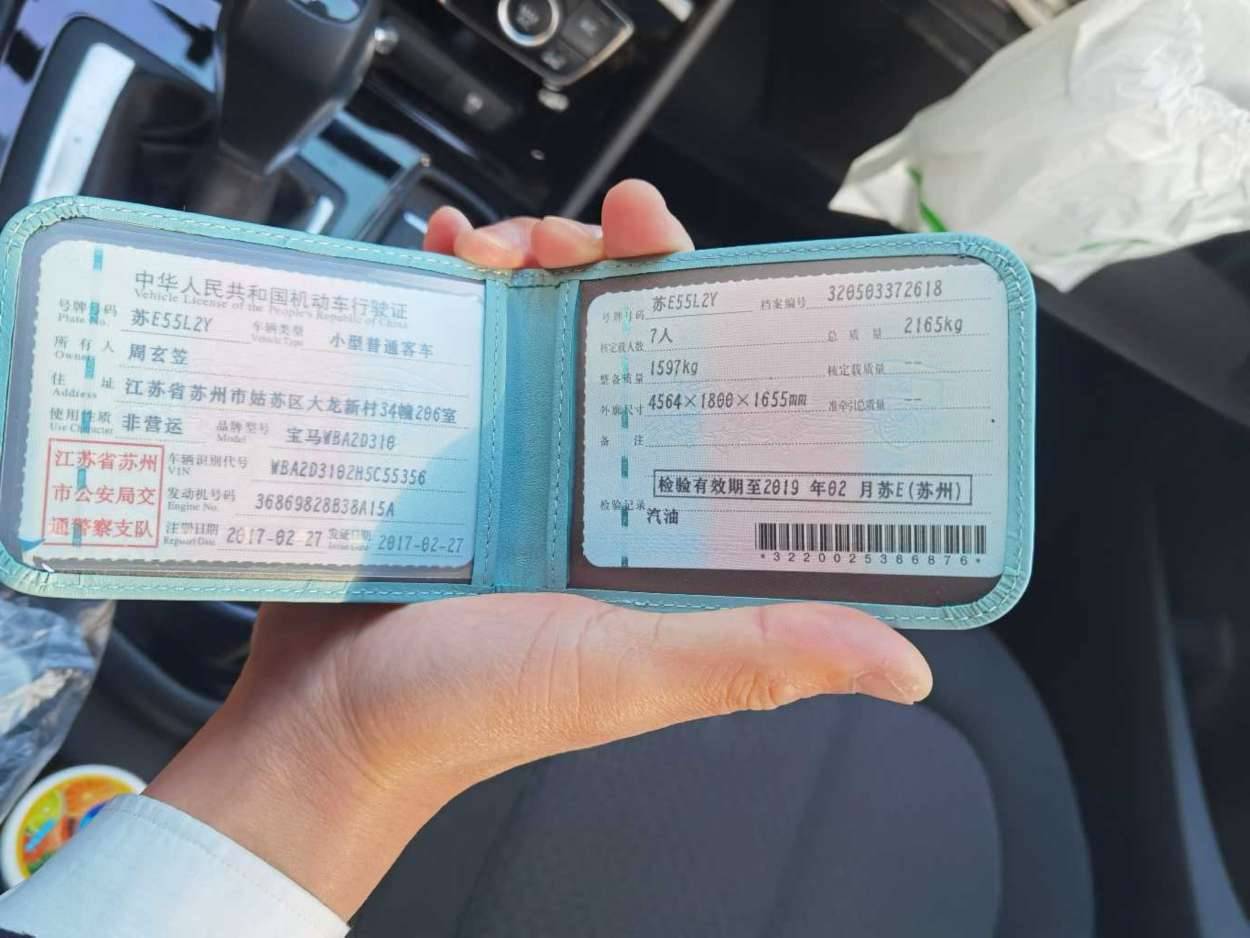 中华人民共和国机动车行驶证
Vehicle License of the People's Republic of China
号牌号码 Plate No. 苏E55L2Y 车辆类型 Vehicle Type 小型普通客车
所有人 Owner 周玄笠
住址 Address 江苏省苏州市姑苏区大龙新村34幢206室
使用性质 Use Character 非营运 品牌型号 Model 宝马WBA2D310
江苏省苏州
市公安局交
通警察支队
车辆识别代号 VIN WBA2D3102H5C55356
发动机号码 Engine No. 36869828B38A15A
注册日期 Register Date 2017-02-27 发证日期 Issue Date 2017-02-27
号牌号码 苏E55L2Y 档案编号 320503372618
核定载人数 7人 总质量 2165kg
整备质量 1597kg 核定载质量 --
外廓尺寸 4564×1800×1655mm 准牵引总质量 --
备注
检验有效期至2019 年02 月苏E(苏州)
检验记录
汽油
*3220025386876*